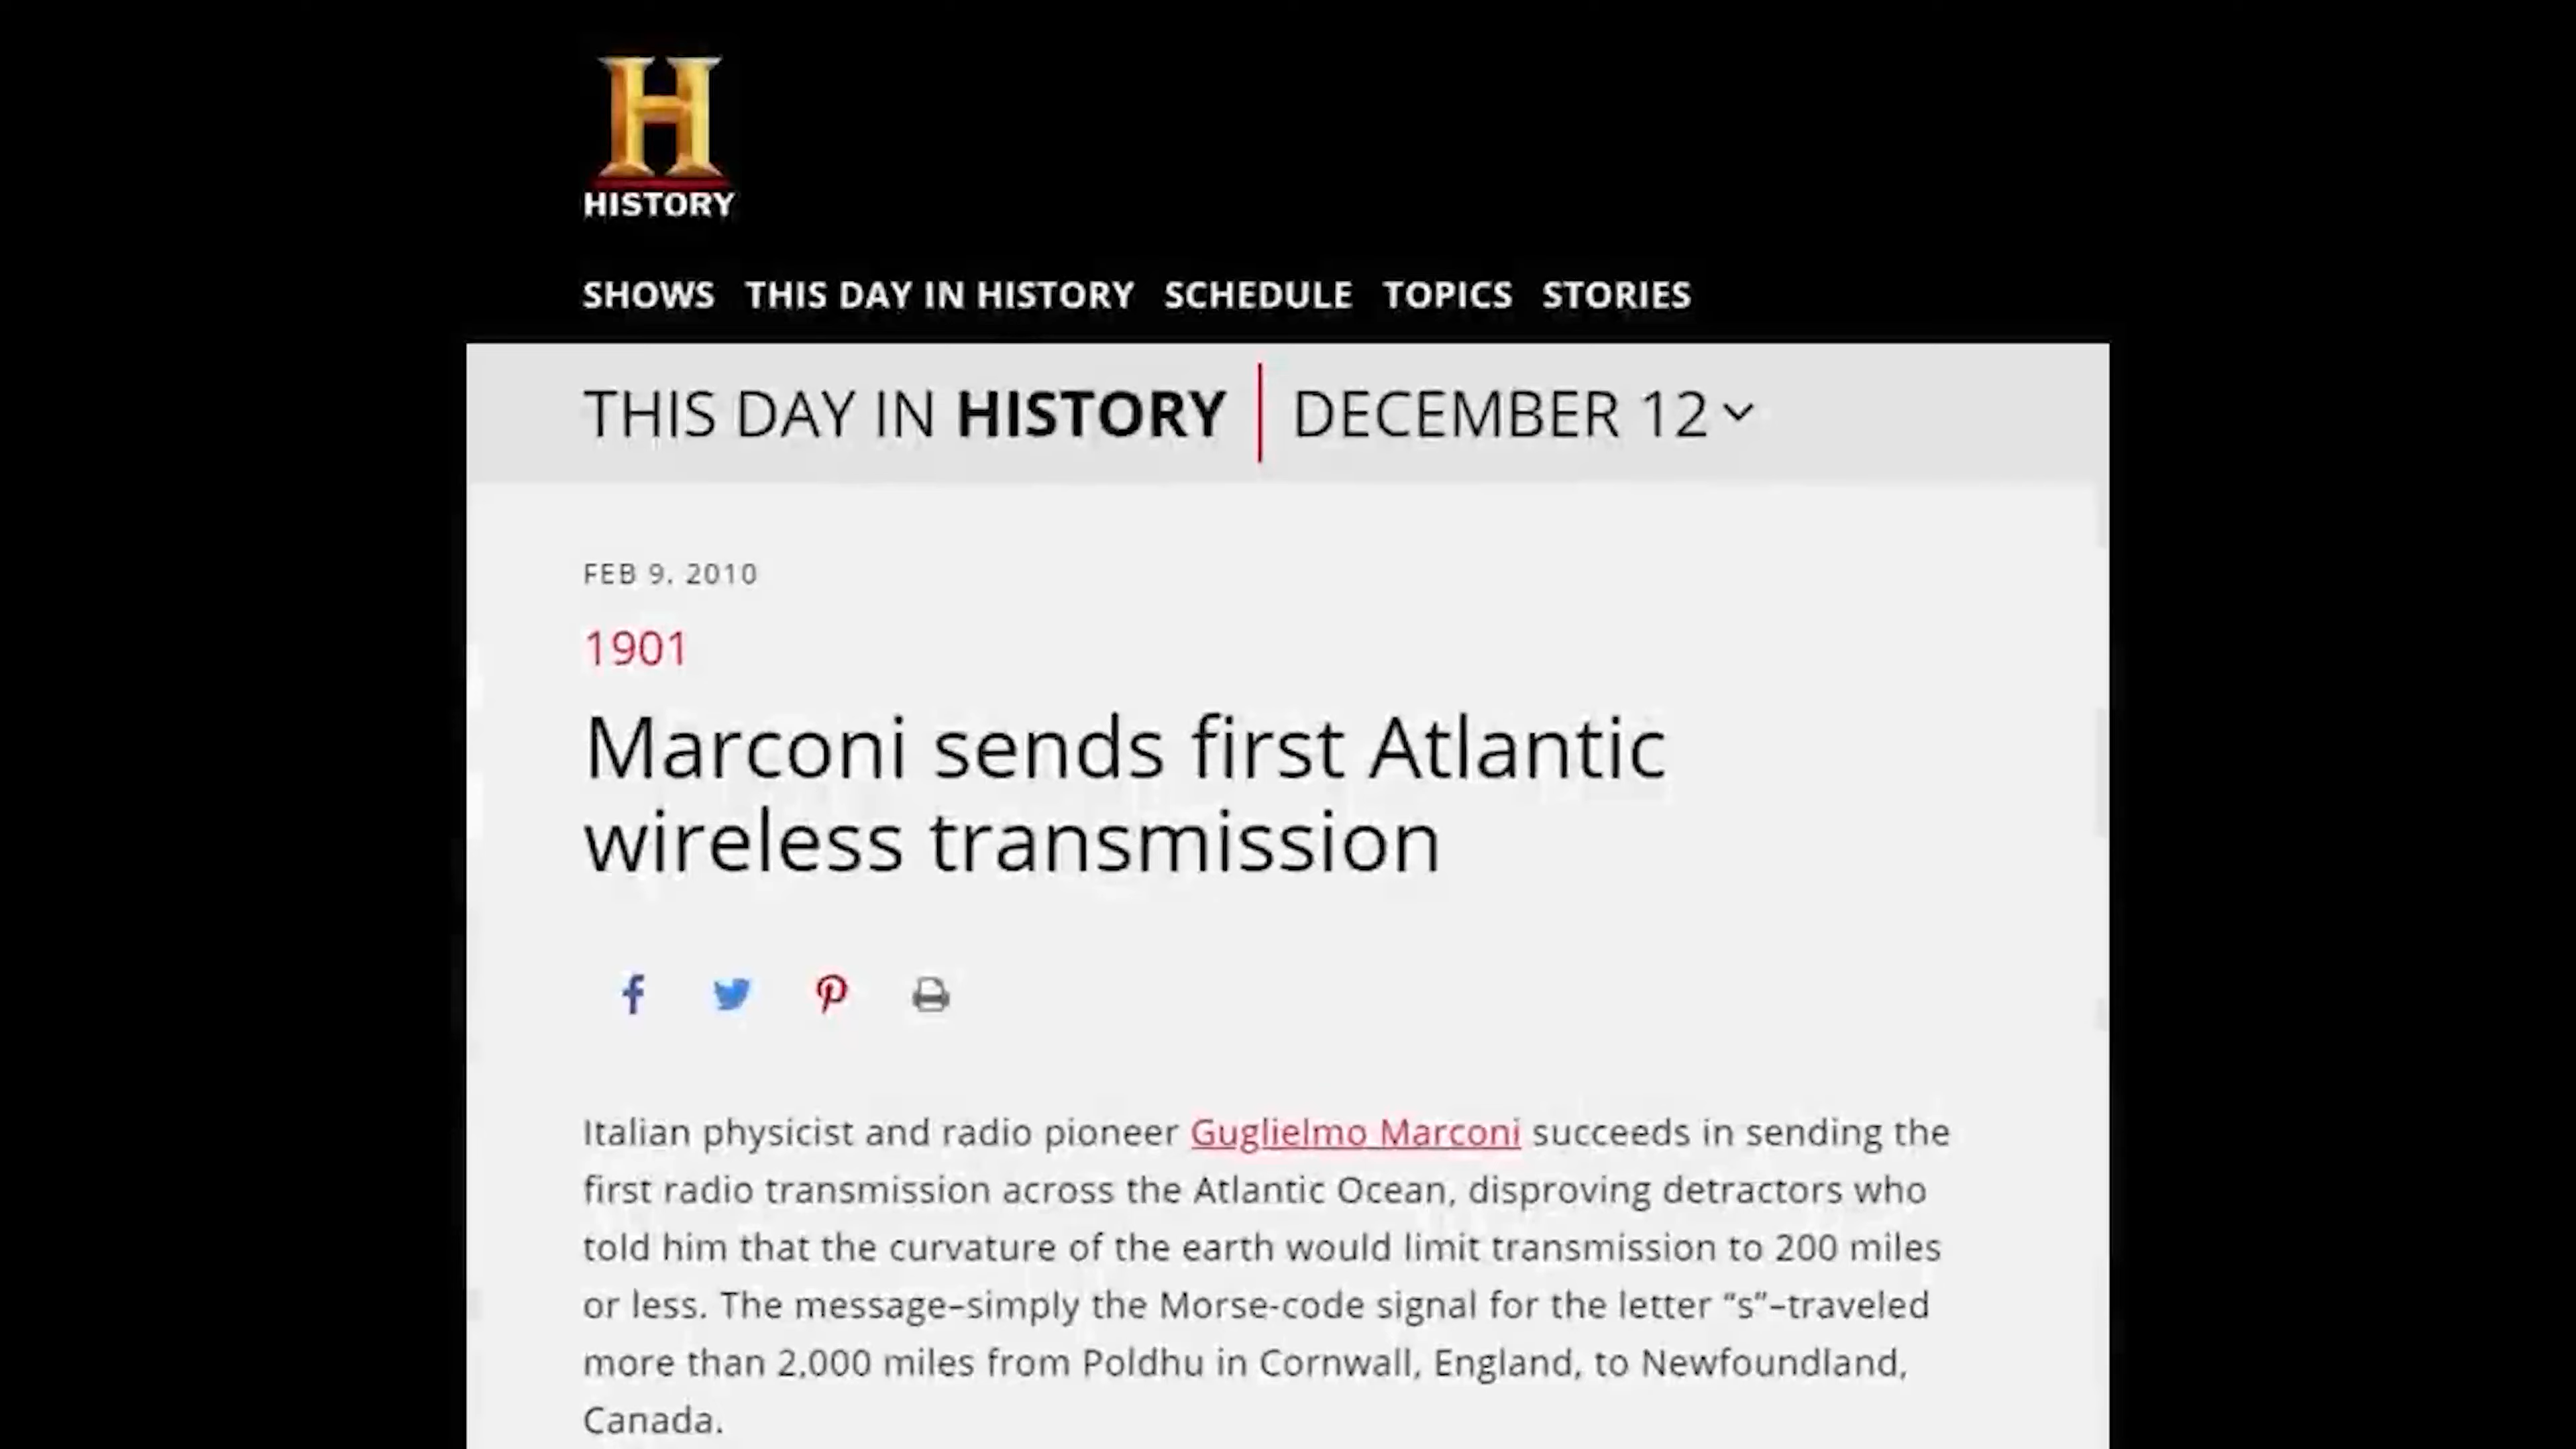 H
HISTORY
SHOWS THIS DAY IN HISTORY SCHEDULE TOPICS STORIES
THIS DAY IN HISTORY DECEMBER 12
FEB 9, 2010
1901
Marconi sends first Atlantic
wireless transmission
Italian physicist and radio pioneer Guglielmo Marconi succeeds in sending the
first radio transmission across the Atlantic Ocean, disproving detractors who
told him that the curvature of the earth would limit transmission to 200 miles
or less. The message–simply the Morse-code signal for the letter “s”–traveled
more than 2,000 miles from Poldhu in Cornwall, England, to Newfoundland,
Canada.